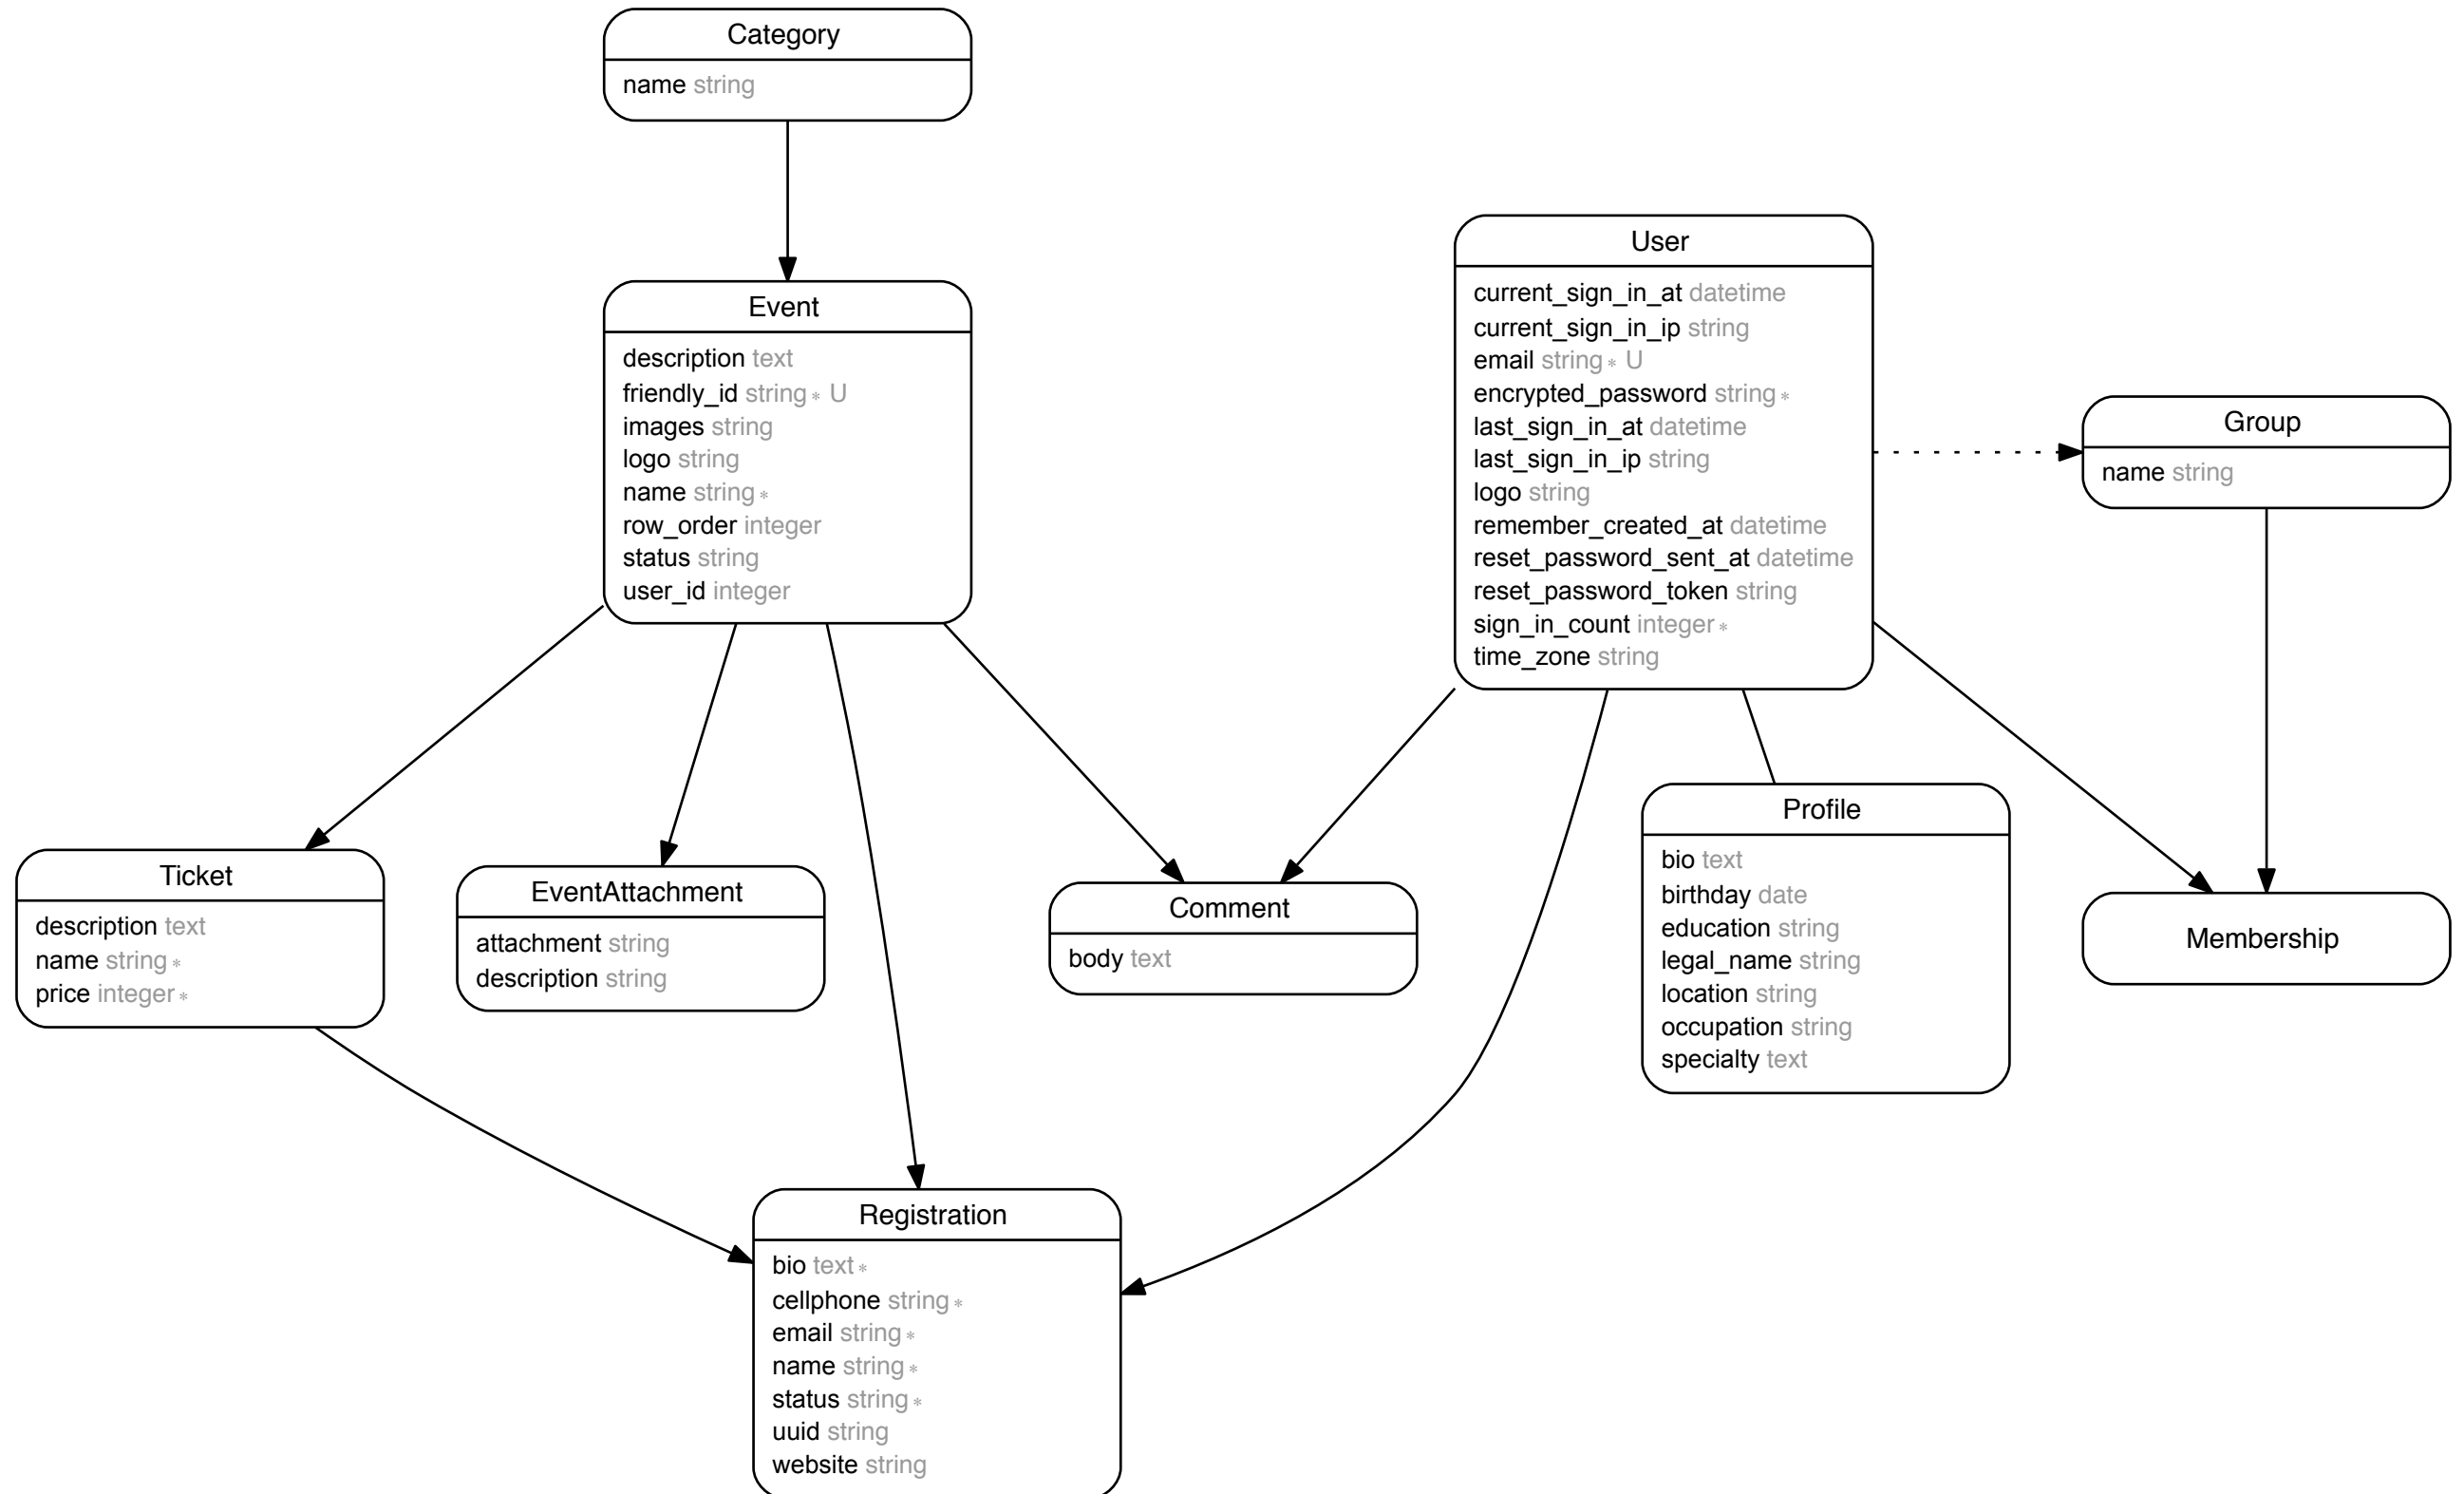 Category
name string
Event
description text
friendly_id string* U
images string
logo string
name string*
row_order integer
status string
user_id integer
User
current_sign_in_at datetime
current_sign_in_ip string
email string* U
encrypted_password string*
last_sign_in_at datetime
last_sign_in_ip string
logo string
remember_created_at datetime
reset_password_sent_at datetime
reset_password_token string
sign_in_count integer*
time_zone string
Group
name string
Ticket
description text
name string*
price integer*
EventAttachment
attachment string
description string
Comment
body text
Profile
bio text
birthday date
education string
legal_name string
location string
occupation string
specialty text
Membership
Registration
bio text*
cellphone string*
email string*
name string*
status string*
uuid string
website string